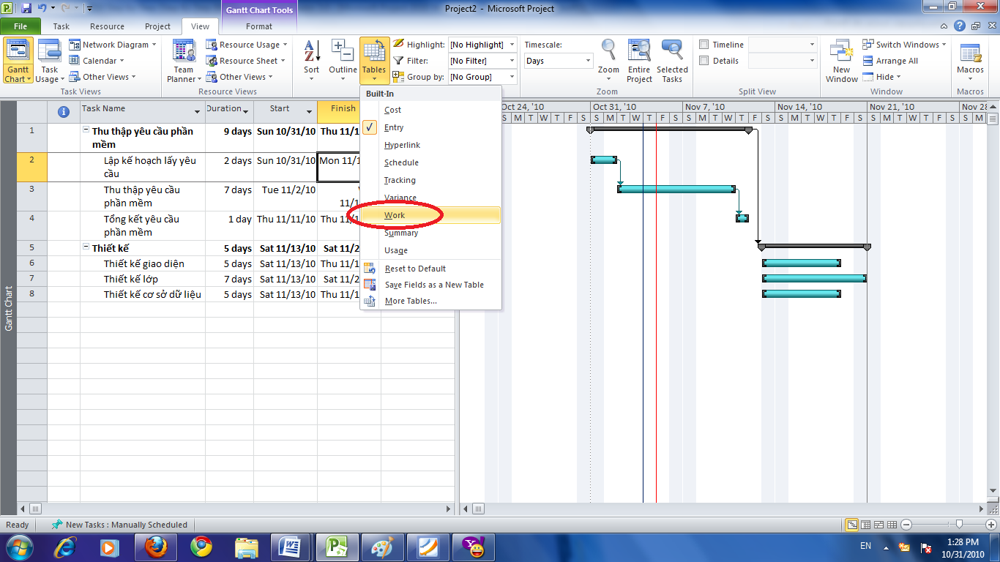 Project2 - Microsoft Project
Gantt Chart Tools
File Task Resource Project View Format
Gantt Chart
Task Usage
Network Diagram
Calendar
Other Views
Task Views
Team Planner
Resource Usage
Resource Sheet
Other Views
Resource Views
Sort
Outline
Tables
Highlight: [No Highlight]
Filter: [No Filter]
Group by: [No Group]
Timescale:
Days
Zoom
Entire Project
Selected Tasks
Zoom
Timeline
Details
Split View
New Window
Switch Windows
Arrange All
Hide
Window
Macros
Macros
Built-In
Cost
Entry
Hyperlink
Schedule
Tracking
Variance
Work
Summary
Usage
Reset to Default
Save Fields as a New Table
More Tables...
Task Name Duration Start Finish
1 Thu thập yêu cầu phần mềm 9 days Sun 10/31/10 Thu 11/1
2 Lập kế hoạch lấy yêu cầu 2 days Sun 10/31/10 Mon 11/1
3 Thu thập yêu cầu phần mềm 7 days Tue 11/2/10 11/1
4 Tổng kết yêu cầu phần mềm 1 day Thu 11/11/10 Thu 11/1
5 Thiết kế 5 days Sat 11/13/10 Sat 11/2
6 Thiết kế giao diện 5 days Sat 11/13/10 Thu 11/1
7 Thiết kế lớp 7 days Sat 11/13/10 Sat 11/2
8 Thiết kế cơ sở dữ liệu 5 days Sat 11/13/10 Thu 11/1
Oct 24, '10 Oct 31, '10 Nov 7, '10 Nov 14, '10 Nov 21, '10 Nov 28
S M T W T F S S M T W T F S S M T W T F S S M T W T F S S M T W T F S S M
Gantt Chart
Ready New Tasks : Manually Scheduled
EN
1:28 PM
10/31/2010